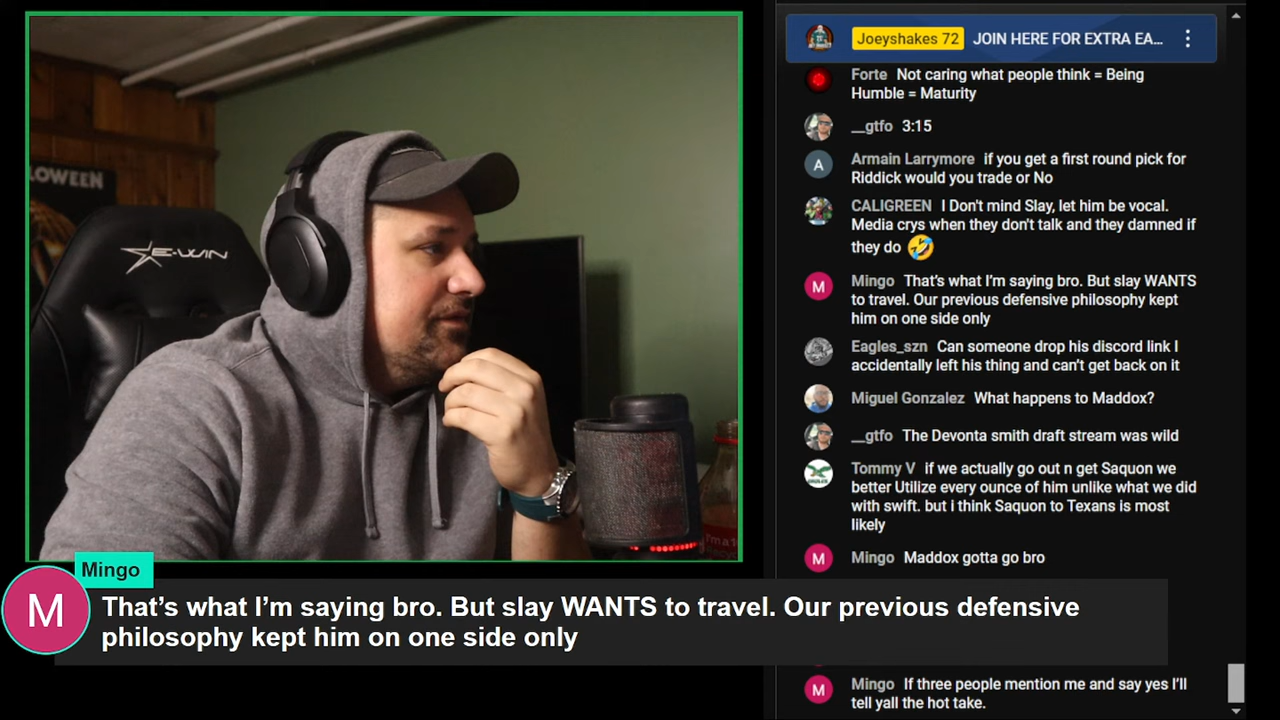 LOWEEN
E-WIN
Joeyshakes 72 JOIN HERE FOR EXTRA EA...
Forte Not caring what people think = Being
Humble = Maturity
__gtfo 3:15
A
Armain Larrymore if you get a first round pick for
Riddick would you trade or No
CALIGREEN I Don't mind Slay, let him be vocal.
Media crys when they don't talk and they damned if
they do 🤣
M
Mingo That's what I'm saying bro. But slay WANTS
to travel. Our previous defensive philosophy kept
him on one side only
Eagles_szn Can someone drop his discord link I
accidentally left his thing and can't get back on it
Miguel Gonzalez What happens to Maddox?
__gtfo The Devonta smith draft stream was wild
Tommy V if we actually go out n get Saquon we
better Utilize every ounce of him unlike what we did
with swift. but i think Saquon to Texans is most
likely
M
Mingo Maddox gotta go bro
Mingo
M
That's what I'm saying bro. But slay WANTS to travel. Our previous defensive
philosophy kept him on one side only
M
Mingo If three people mention me and say yes I'll
tell yall the hot take.